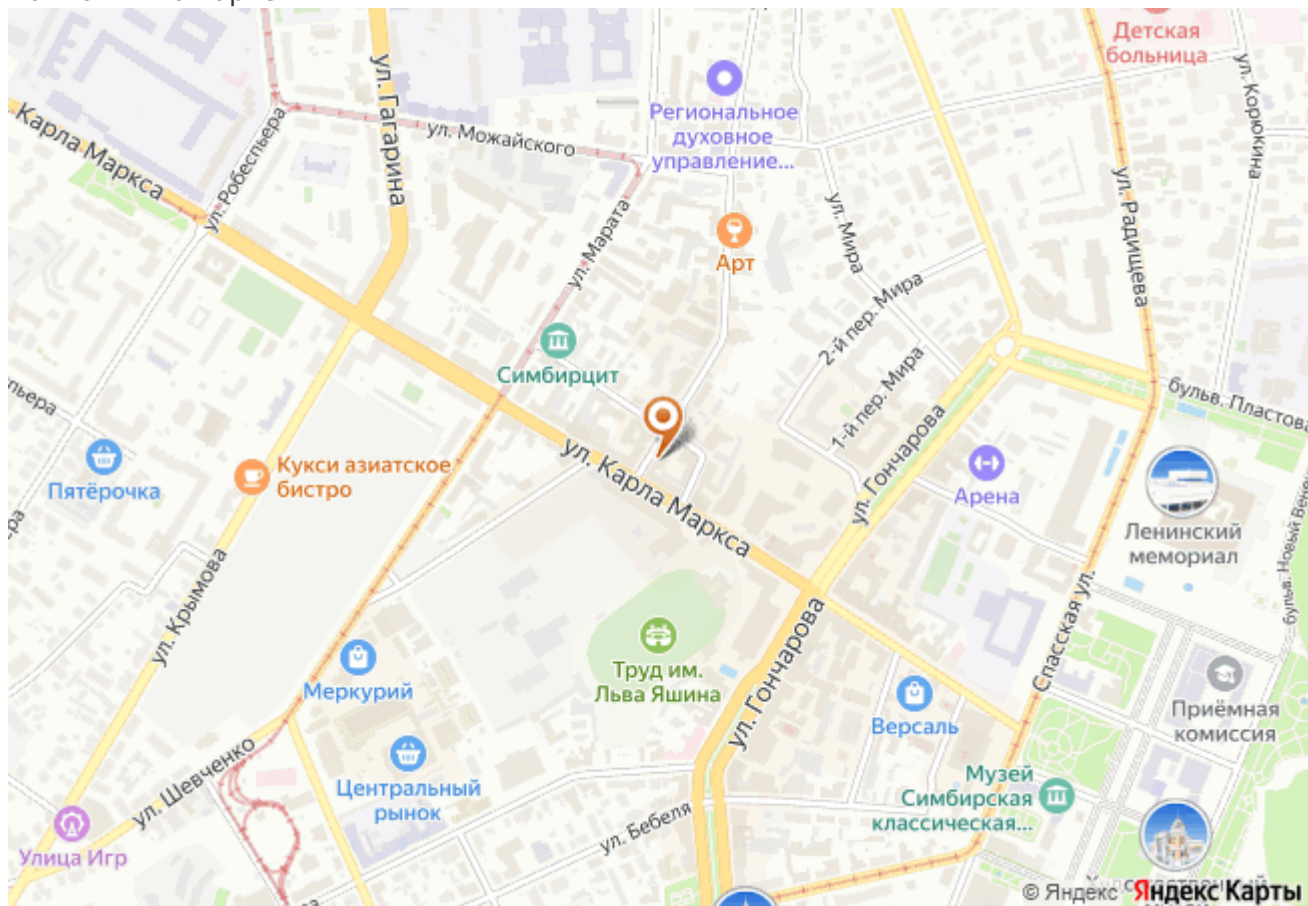 Детская
больница
ул. Корюкина
ул. Гагарина
Региональное
духовное
управление...
Карла Маркса
ул. Робеспьера
ул. Можайского
ул. Радищева
ул. Марата
ул. Мира
Арт
2-й пер. Мира
Симбирцит
1-й пер. Мира
бульв. Пластова
ул. Карла Маркса
ул. Гончарова
Кукси азиатское
бистро
Пятёрочка
Арена
Ленинский
мемориал
ул. Крымова
Спасская ул.
Труд им.
Льва Яшина
Меркурий
ул. Гончарова
Версаль
Приёмная
комиссия
ул. Шевченко
Центральный
рынок
Музей
Симбирская
классическая...
ул. Бебеля
Улица Игр
© Яндекс Яндекс Карты